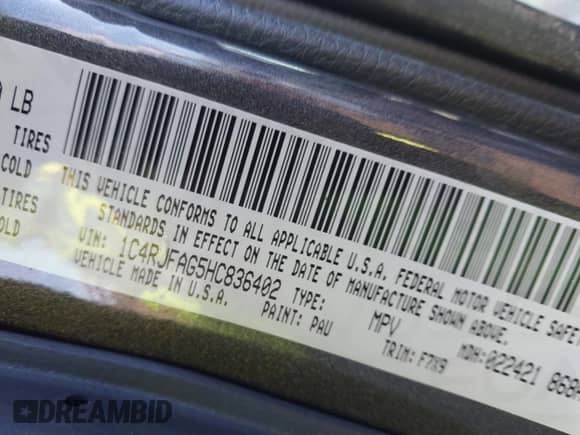 LB
TIRES
COLD
TIRES
COLD
THIS VEHICLE CONFORMS TO ALL APPLICABLE U.S.A. FEDERAL MOTOR VEHICLE SAFETY
STANDARDS IN EFFECT ON THE DATE OF MANUFACTURE SHOWN ABOVE.
VIN: 1C4RJFAG5HC836402 TYPE: MPV MDH:022421 868
VEHICLE MADE IN U.S.A. PAINT: PAU TRIM: F7X9
DREAMBID